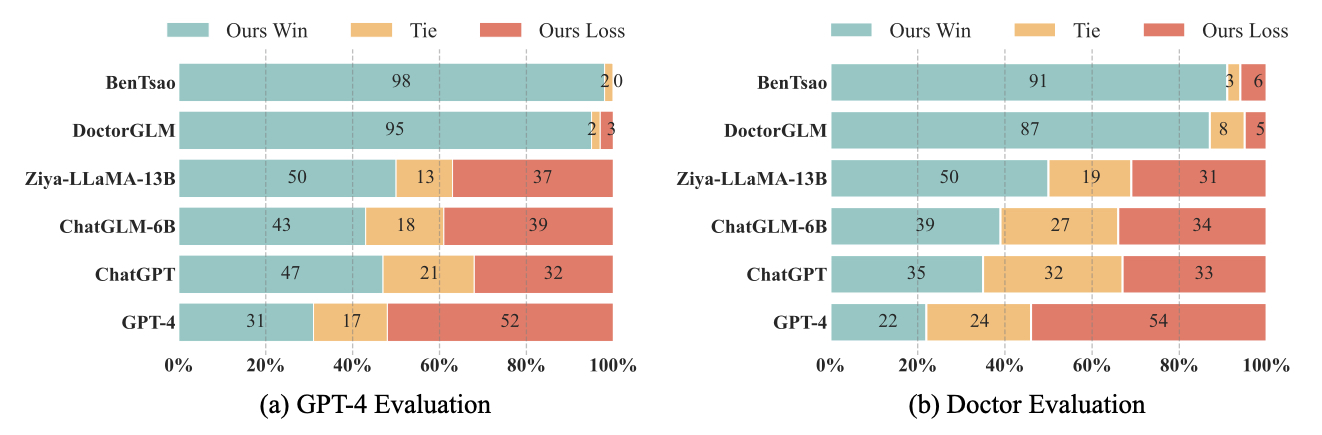 Ours Win Tie Ours Loss
BenTsao 98 2 0
DoctorGLM 95 2 3
Ziya-LLaMA-13B 50 13 37
ChatGLM-6B 43 18 39
ChatGPT 47 21 32
GPT-4 31 17 52
0% 20% 40% 60% 80% 100%
(a) GPT-4 Evaluation
Ours Win Tie Ours Loss
BenTsao 91 3 6
DoctorGLM 87 8 5
Ziya-LLaMA-13B 50 19 31
ChatGLM-6B 39 27 34
ChatGPT 35 32 33
GPT-4 22 24 54
0% 20% 40% 60% 80% 100%
(b) Doctor Evaluation